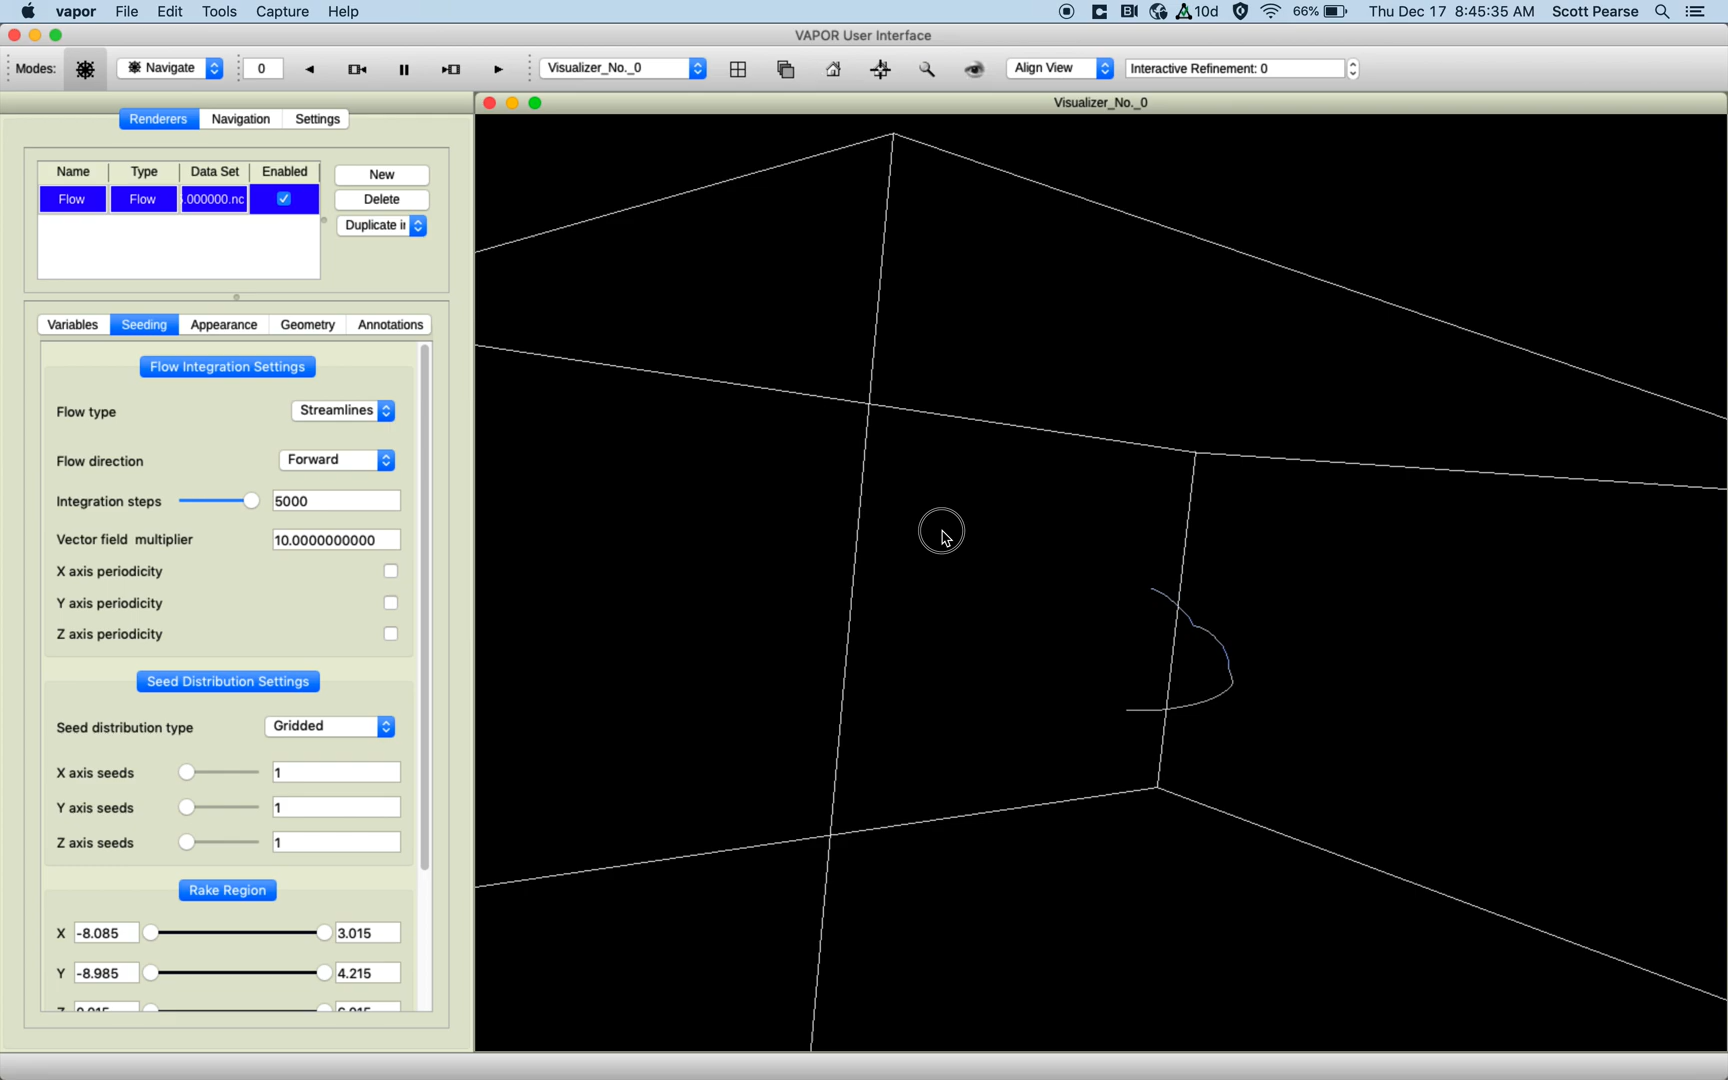 vapor File Edit Tools Capture Help 10d 66% Thu Dec 17 8:45:35 AM Scott Pearse
VAPOR User Interface
Modes: Navigate 0 Visualizer_No._0 Align View Interactive Refinement: 0
Visualizer_No._0
Renderers Navigation Settings
Name Type Data Set Enabled
New
Flow Flow .000000.nc
Delete
Duplicate
Variables Seeding Appearance Geometry Annotations
Flow Integration Settings
Flow type Streamlines
Flow direction Forward
Integration steps 5000
Vector field multiplier 10.0000000000
X axis periodicity
Y axis periodicity
Z axis periodicity
Seed Distribution Settings
Seed distribution type Gridded
X axis seeds 1
Y axis seeds 1
Z axis seeds 1
Rake Region
X -8.085 3.015
Y -8.985 4.215